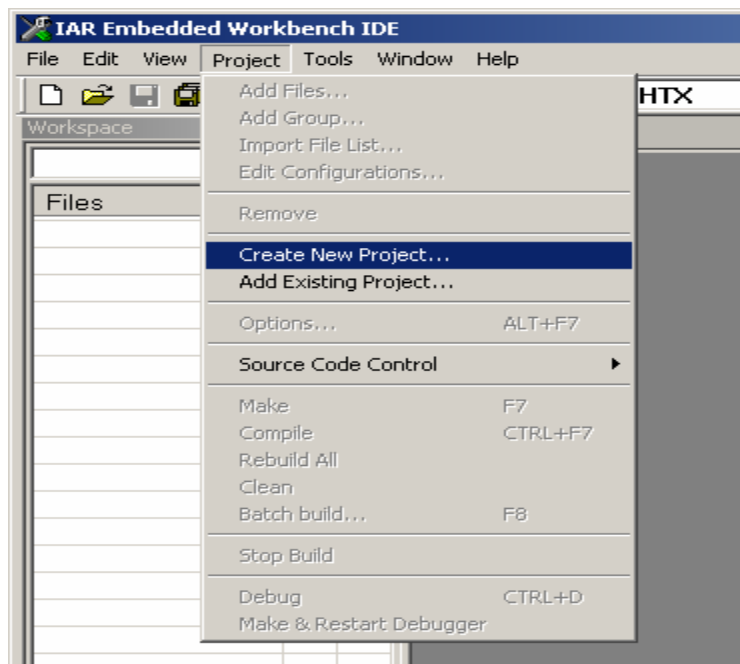 IAR Embedded Workbench IDE
File Edit View Project Tools Window Help
HTX
Workspace
Files
Add Files...
Add Group...
Import File List...
Edit Configurations...
Remove
Create New Project...
Add Existing Project...
Options... ALT+F7
Source Code Control
Make F7
Compile CTRL+F7
Rebuild All
Clean
Batch build... F8
Stop Build
Debug CTRL+D
Make & Restart Debugger